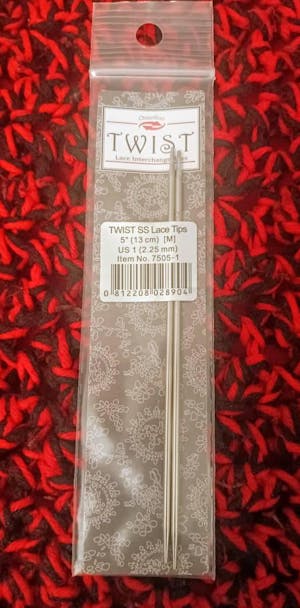 ChiaoGoo
TWIST
Lace Interchang
TWIST SS Lace Tips
5" (13 cm) [M]
US 1 (2.25 mm)
Item No. 7505-1
0 812208 028904